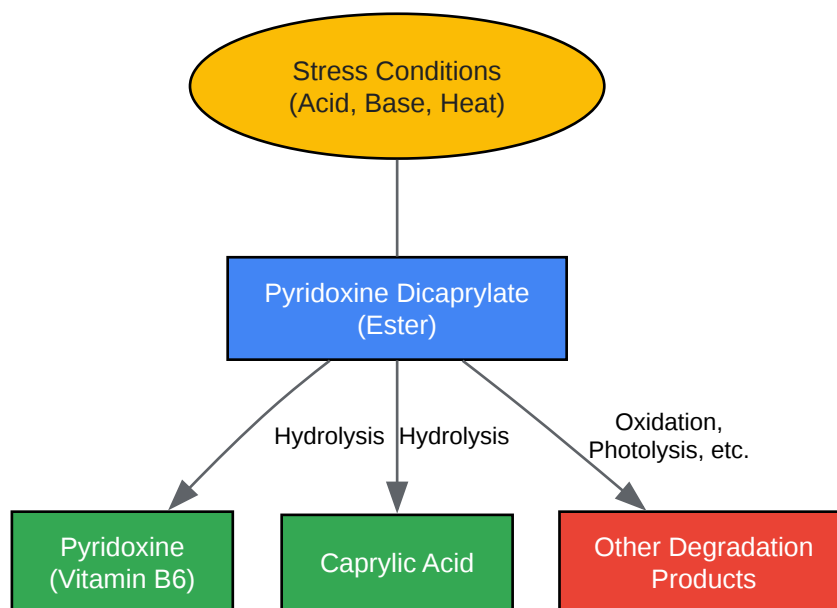 Stress Conditions
(Acid, Base, Heat)
Pyridoxine Dicaprylate
(Ester)
Hydrolysis
Hydrolysis
Oxidation,
Photolysis, etc.
Pyridoxine
(Vitamin B6)
Caprylic Acid
Other Degradation
Products